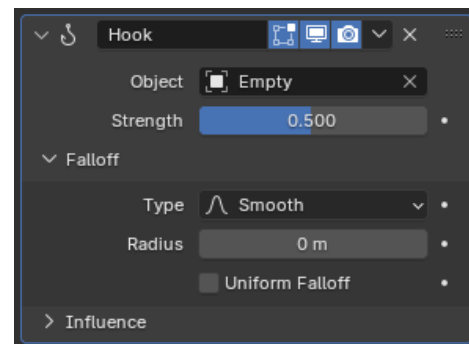 Hook
Object Empty
Strength 0.500
Falloff
Type Smooth
Radius 0 m
Uniform Falloff
Influence